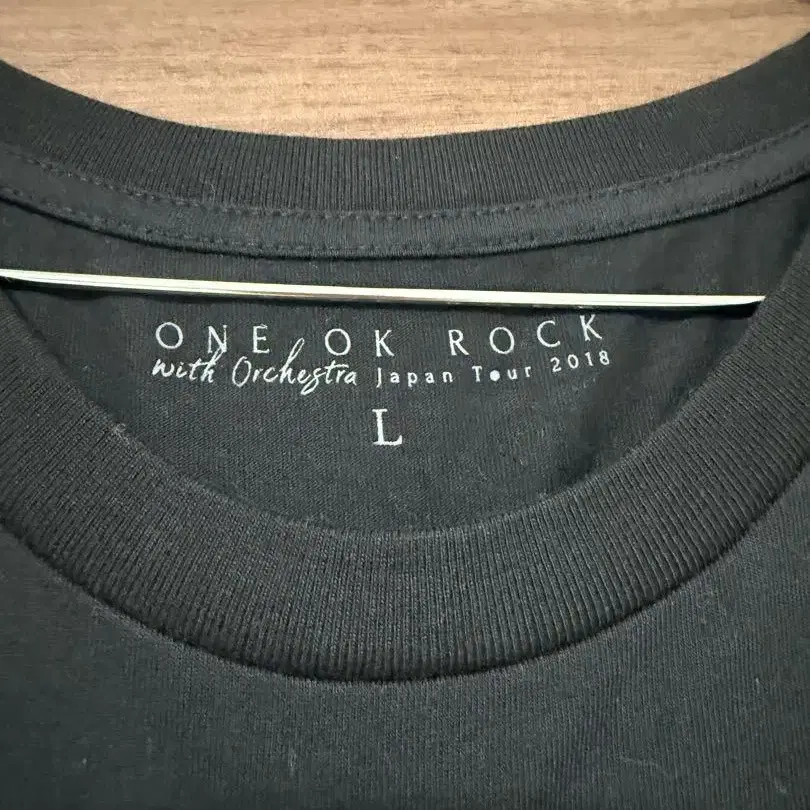 ONE OK ROCK
with Orchestra Japan Tour 2018
L